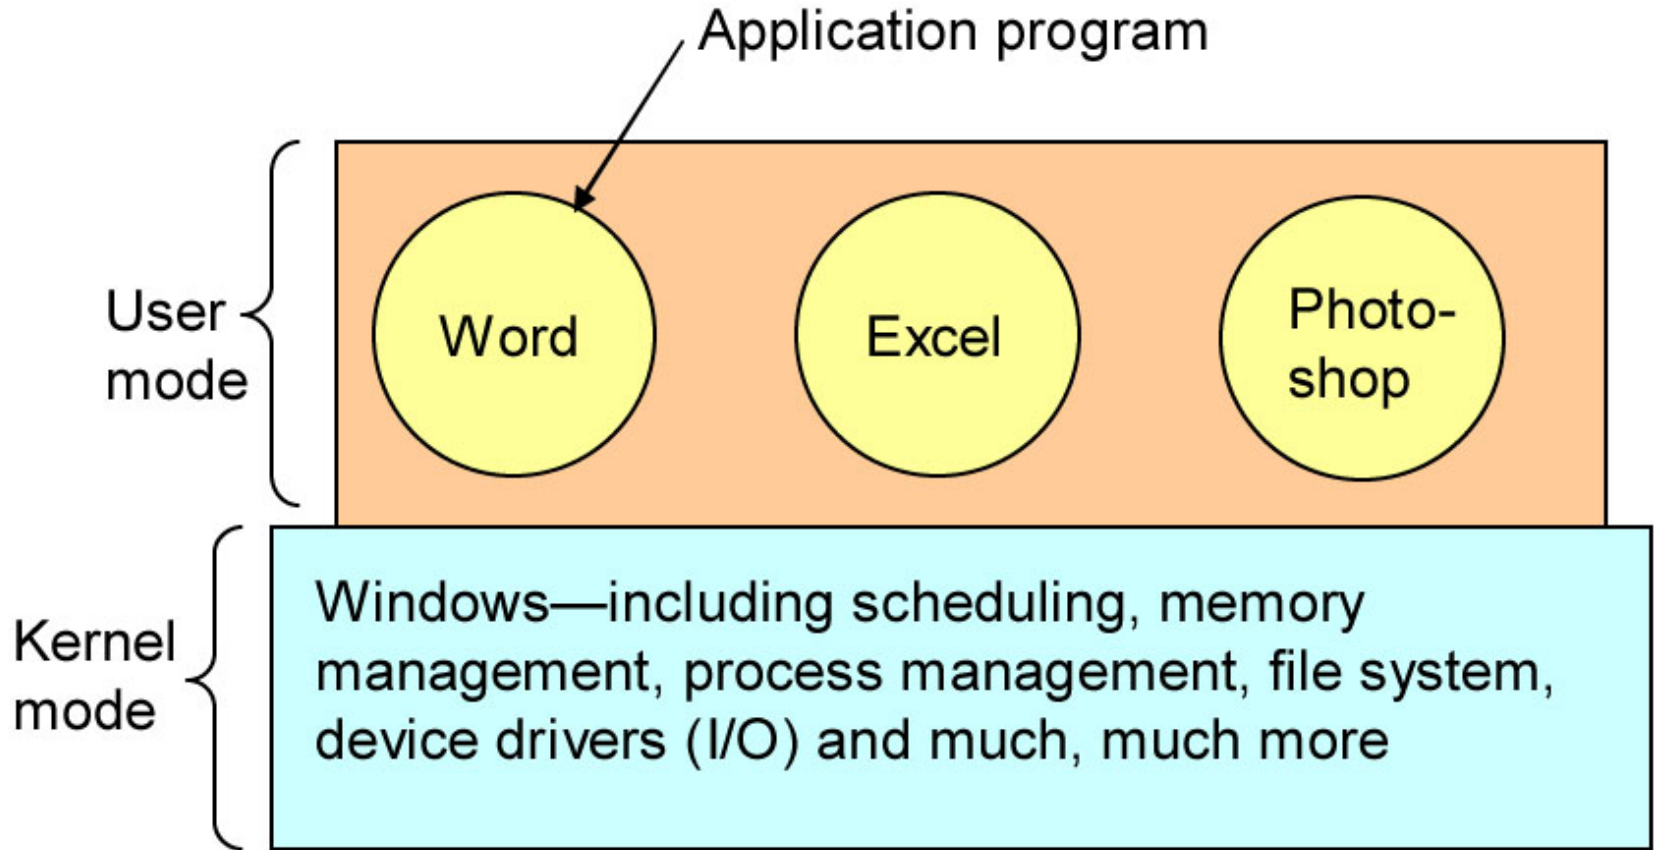 Application program
User
mode
Word
Excel
Photo-
shop
Kernel
mode
Windows—including scheduling, memory
management, process management, file system,
device drivers (I/O) and much, much more